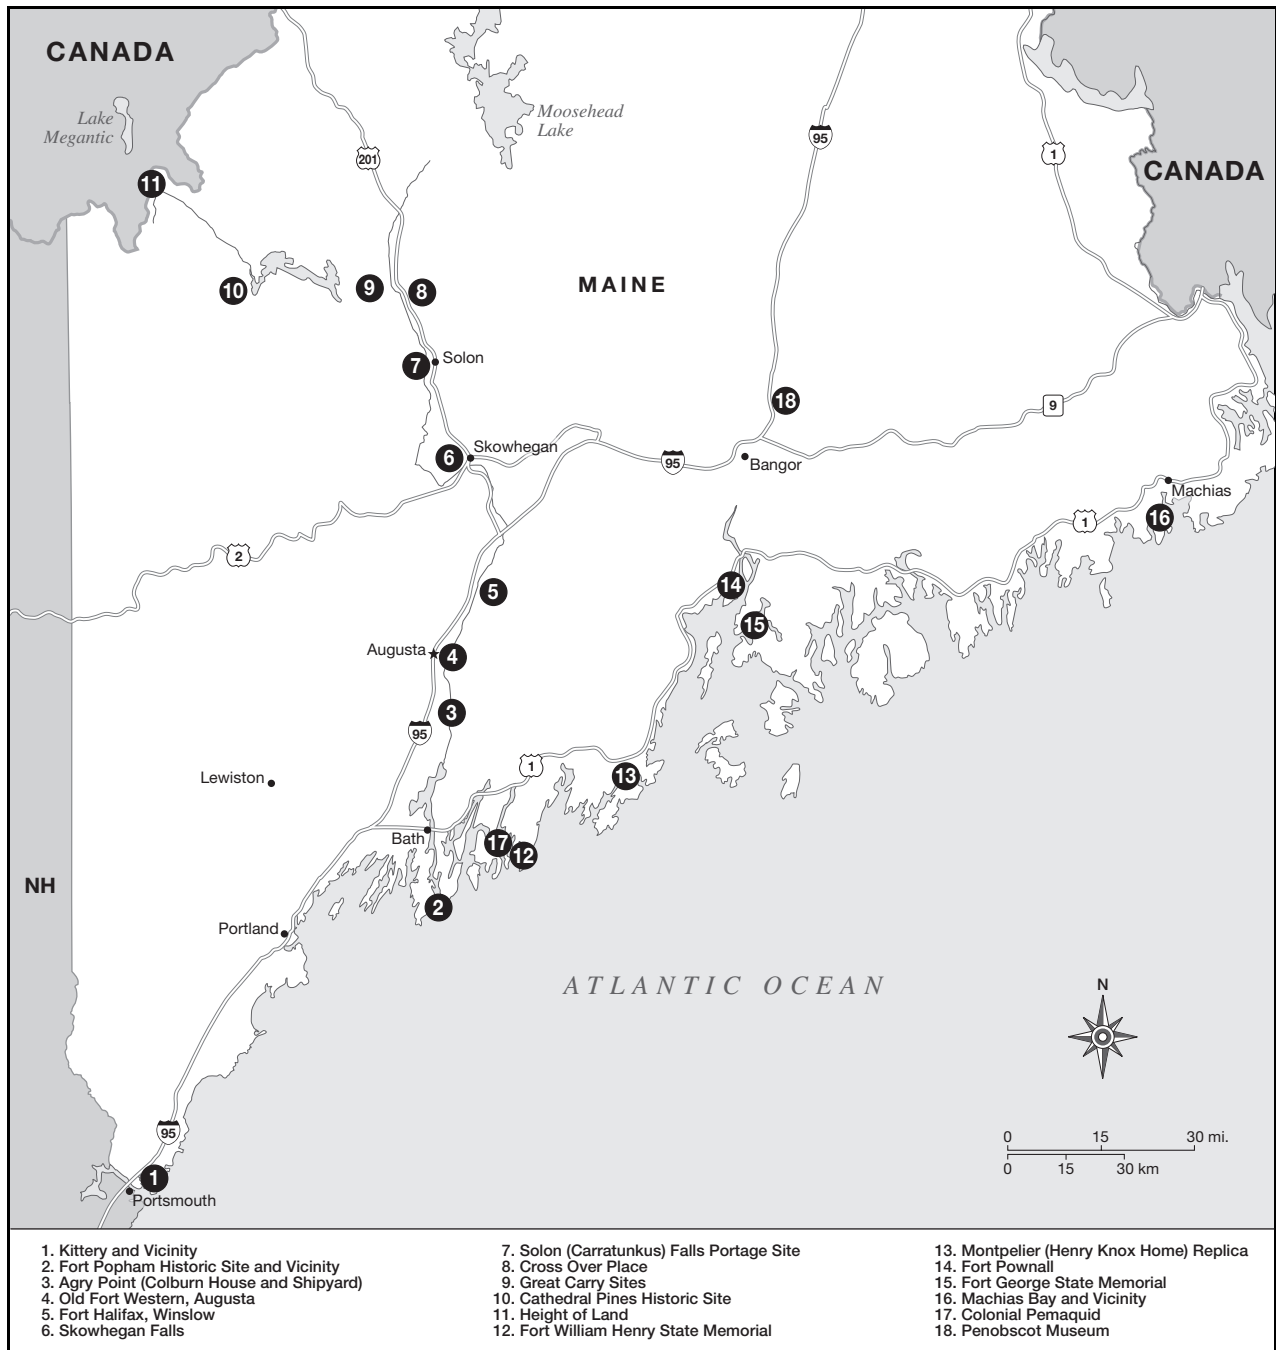 CANADA
Lake
Megantic
Moosehead
Lake
201
95
1
CANADA
11
MAINE
10
9
8
7
Solon
18
9
Skowhegan
6
95
Bangor
Machias
16
1
2
14
5
15
Augusta
4
3
95
1
13
Lewiston
Bath
17
12
NH
2
Portland
ATLANTIC OCEAN
N
95
0 15 30 mi.
0 15 30 km
1
Portsmouth
1. Kittery and Vicinity
2. Fort Popham Historic Site and Vicinity
3. Agry Point (Colburn House and Shipyard)
4. Old Fort Western, Augusta
5. Fort Halifax, Winslow
6. Skowhegan Falls
7. Solon (Carratunkus) Falls Portage Site
8. Cross Over Place
9. Great Carry Sites
10. Cathedral Pines Historic Site
11. Height of Land
12. Fort William Henry State Memorial
13. Montpelier (Henry Knox Home) Replica
14. Fort Pownall
15. Fort George State Memorial
16. Machias Bay and Vicinity
17. Colonial Pemaquid
18. Penobscot Museum